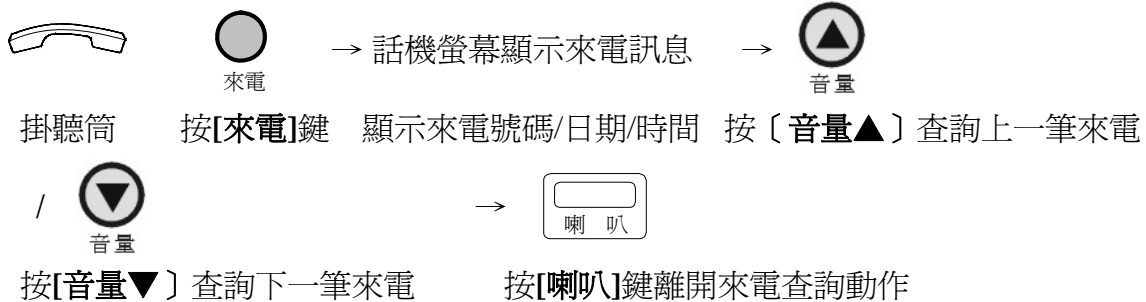 → 話機螢幕顯示來電訊息 →
來電 音量
掛聽筒 按[來電]鍵 顯示來電號碼/日期/時間 按〔音量▲〕查詢上一筆來電
/ → 喇 叭
音量
按[音量▼〕查詢下一筆來電 按[喇叭]鍵離開來電查詢動作